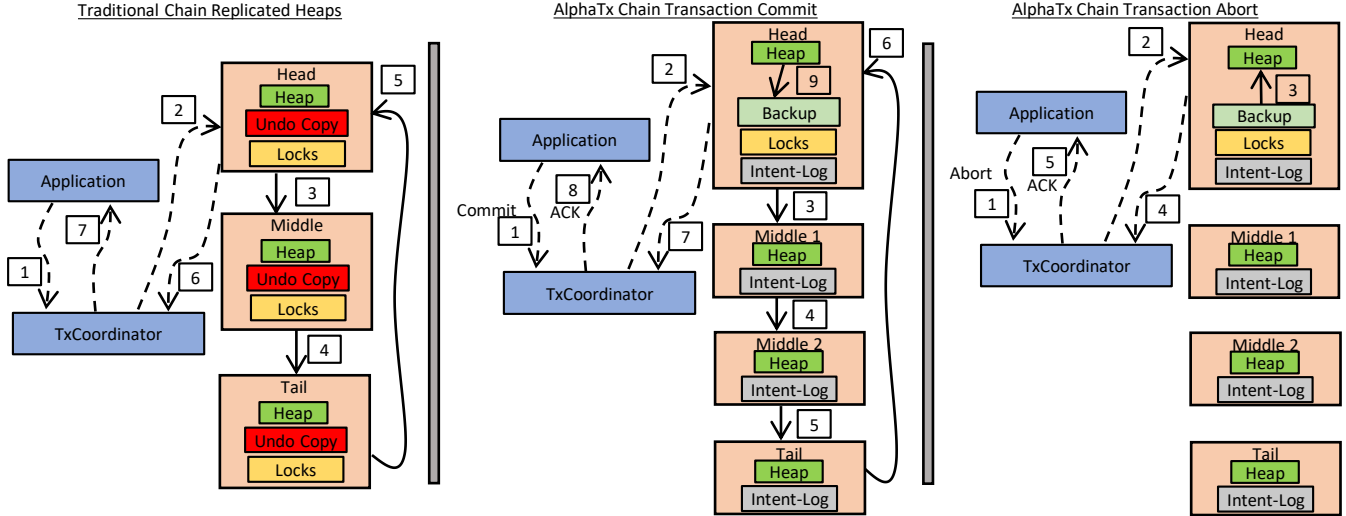 Traditional Chain Replicated Heaps
Head
Heap
Undo Copy
Locks
5
2
Application
3
7
Middle
Heap
Undo Copy
Locks
1
6
TxCoordinator
4
Tail
Heap
Undo Copy
Locks
AlphaTx Chain Transaction Commit
Head
Heap
6
2
9
Backup
Application
Locks
Intent-Log
8
ACK
Commit
1
3
7
Middle 1
Heap
Intent-Log
TxCoordinator
4
Middle 2
Heap
Intent-Log
5
Tail
Heap
Intent-Log
AlphaTx Chain Transaction Abort
Head
2
Heap
3
Backup
Application
Locks
Intent-Log
5
Abort
ACK
1
4
Middle 1
Heap
Intent-Log
TxCoordinator
Middle 2
Heap
Intent-Log
Tail
Heap
Intent-Log